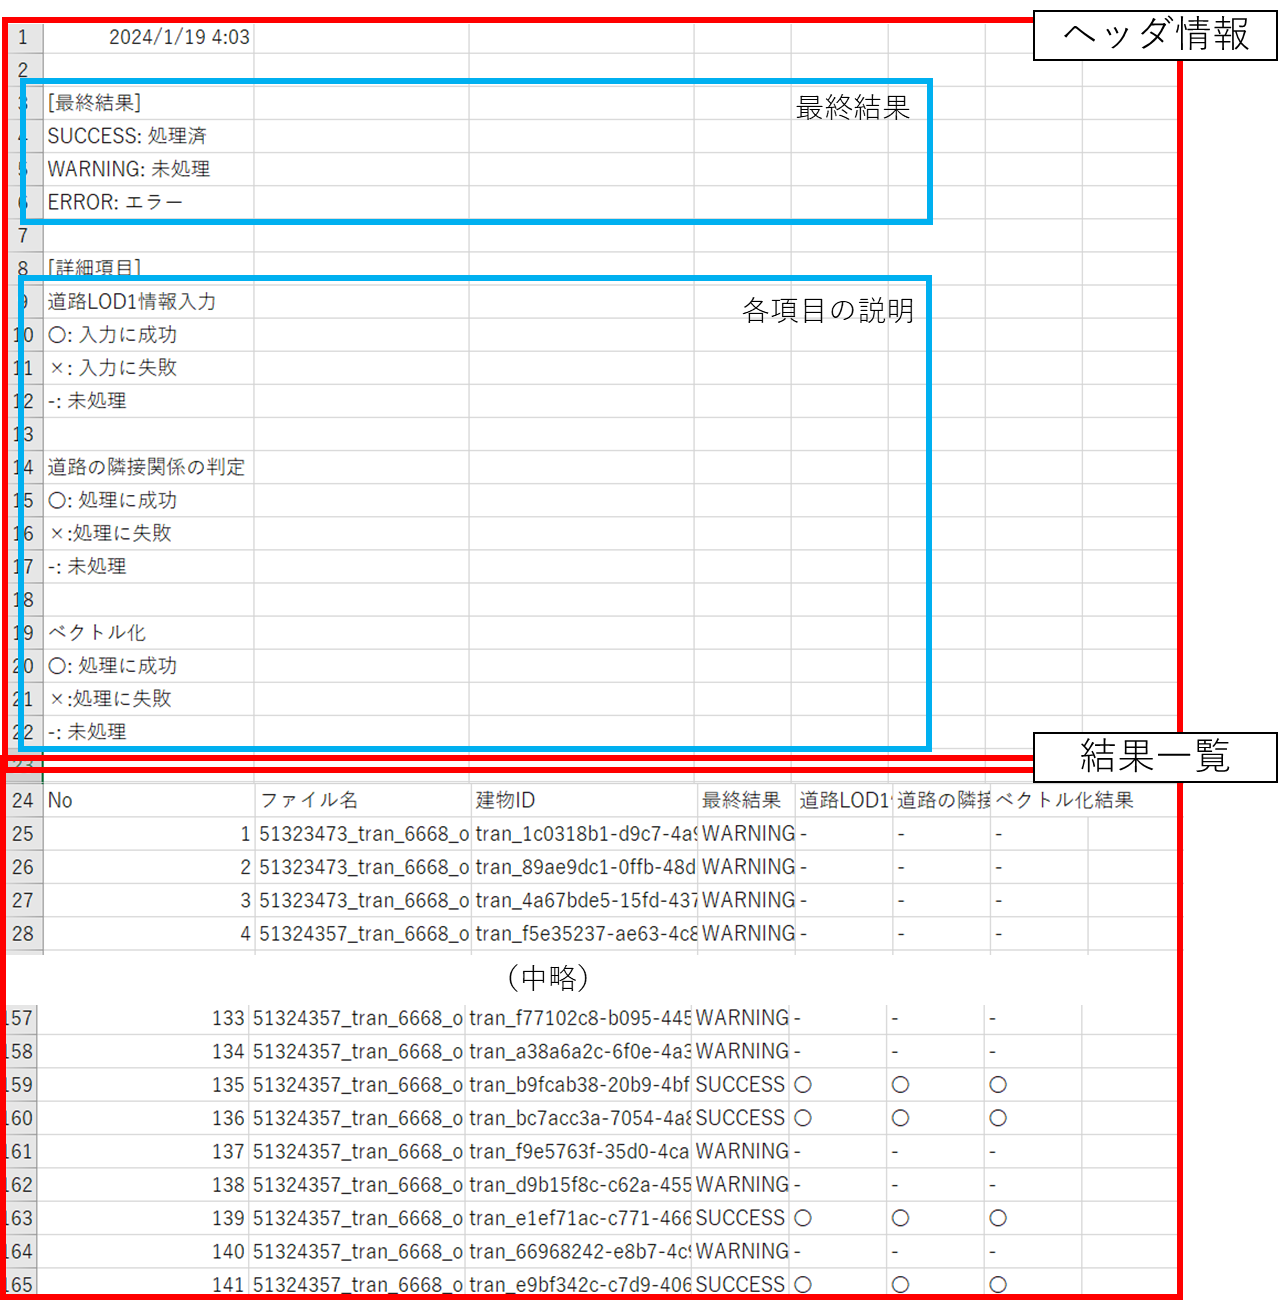 ヘッダ情報
1 2024/1/19 4:03
2
3 [最終結果] 最終結果
4 SUCCESS: 処理済
5 WARNING: 未処理
6 ERROR: エラー
7
8 [詳細項目]
9 道路LOD1情報入力 各項目の説明
10 〇: 入力に成功
11 ×: 入力に失敗
12 -: 未処理
13
14 道路の隣接関係の判定
15 〇: 処理に成功
16 ×:処理に失敗
17 -: 未処理
18
19 ベクトル化
20 〇: 処理に成功
21 ×:処理に失敗
22 -: 未処理
23 結果一覧
24 No ファイル名 建物ID 最終結果 道路LOD1 道路の隣接 ベクトル化結果
25 1 51323473_tran_6668_o tran_1c0318b1-d9c7-4a9 WARNING - - -
26 2 51323473_tran_6668_o tran_89ae9dc1-0ffb-48d WARNING - - -
27 3 51323473_tran_6668_o tran_4a67bde5-15fd-437 WARNING - - -
28 4 51324357_tran_6668_o tran_f5e35237-ae63-4c8 WARNING - - -
（中略）
157 133 51324357_tran_6668_o tran_f77102c8-b095-445 WARNING - - -
158 134 51324357_tran_6668_o tran_a38a6a2c-6f0e-4a3 WARNING - - -
159 135 51324357_tran_6668_o tran_b9fcab38-20b9-4bf SUCCESS 〇 〇 〇
160 136 51324357_tran_6668_o tran_bc7acc3a-7054-4a8 SUCCESS 〇 〇 〇
161 137 51324357_tran_6668_o tran_f9e5763f-35d0-4ca WARNING - - -
162 138 51324357_tran_6668_o tran_d9b15f8c-c62a-455 WARNING - - -
163 139 51324357_tran_6668_o tran_e1ef71ac-c771-466 SUCCESS 〇 〇 〇
164 140 51324357_tran_6668_o tran_66968242-e8b7-4c9 WARNING - - -
165 141 51324357_tran_6668_o tran_e9bf342c-c7d9-406 SUCCESS 〇 〇 〇